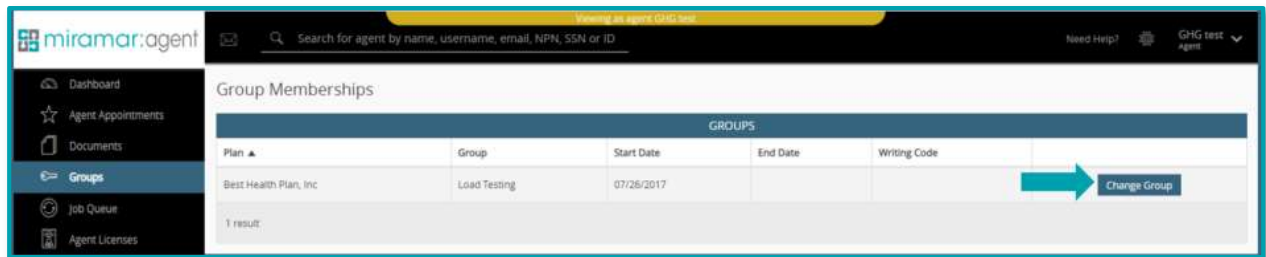 Viewing as agent GHG test
miramar:agent
Search for agent by name, username, email, NPN, SSN or ID
Need Help?
GHG test
Agent
Dashboard
Agent Appointments
Documents
Groups
Job Queue
Agent Licenses
Group Memberships
GROUPS
Plan ▲ Group Start Date End Date Writing Code
Best Health Plan, Inc Load Testing 07/26/2017 Change Group
1 result